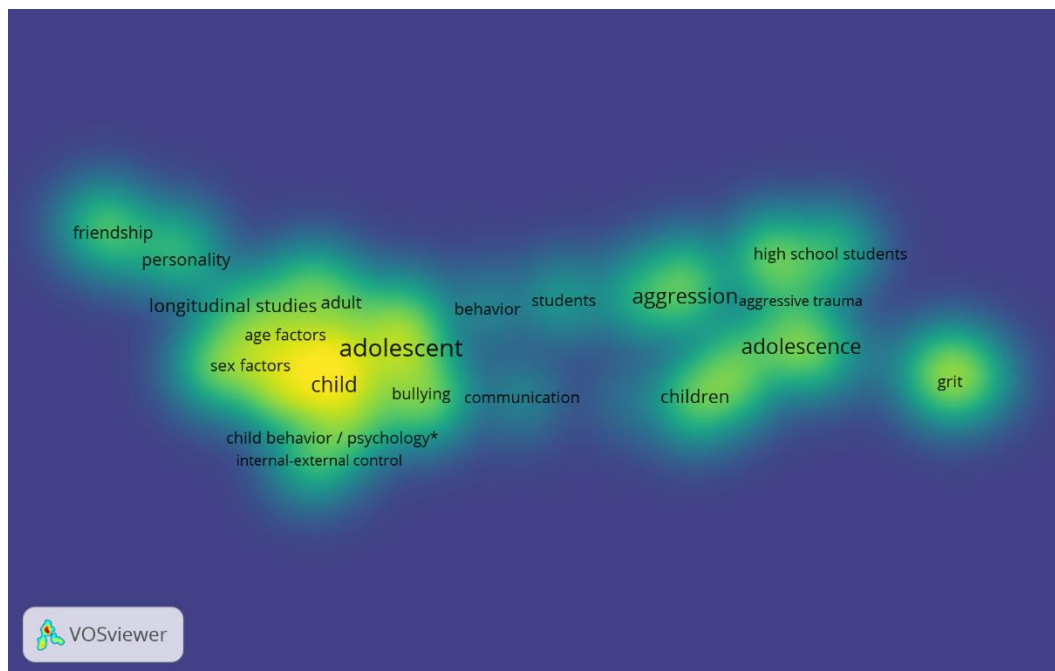 friendship
personality
high school students
longitudinal studies
adult
behavior
students
aggression
aggressive trauma
age factors
adolescent
adolescence
sex factors
child
bullying
communication
children
grit
child behavior / psychology*
internal-external control
VOSviewer